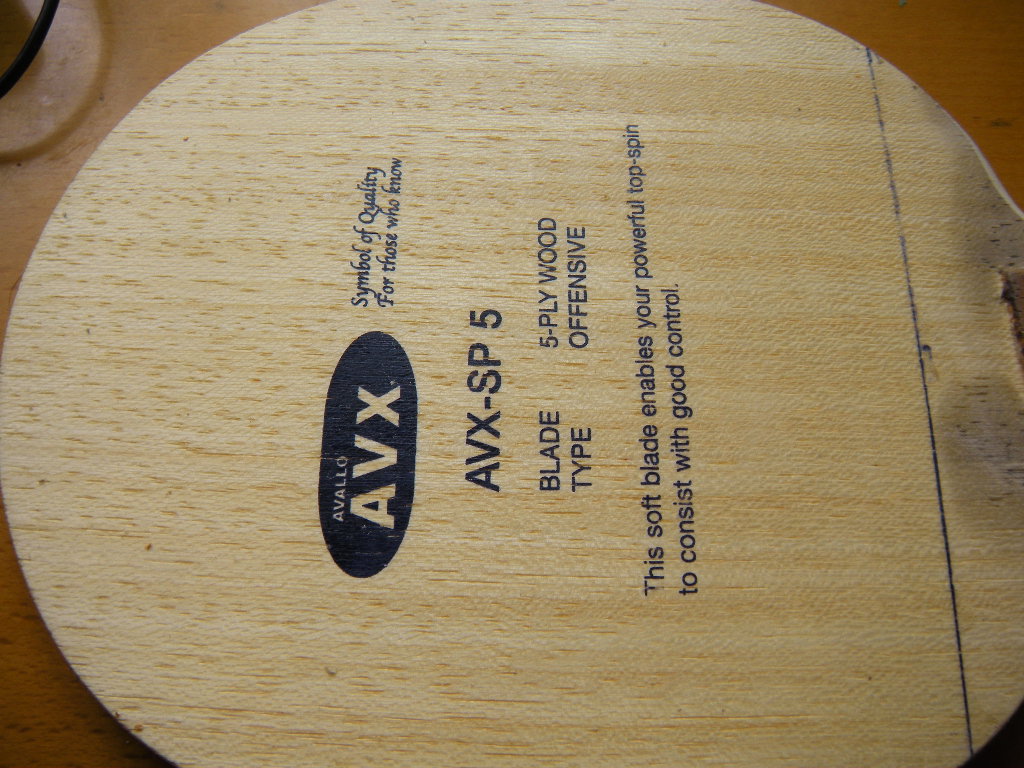 AVALLO
AVX
Symbol of Quality
For those who know
AVX-SP 5
BLADE 5-PLY WOOD
TYPE OFFENSIVE
This soft blade enables your powerful top-spin
to consist with good control.